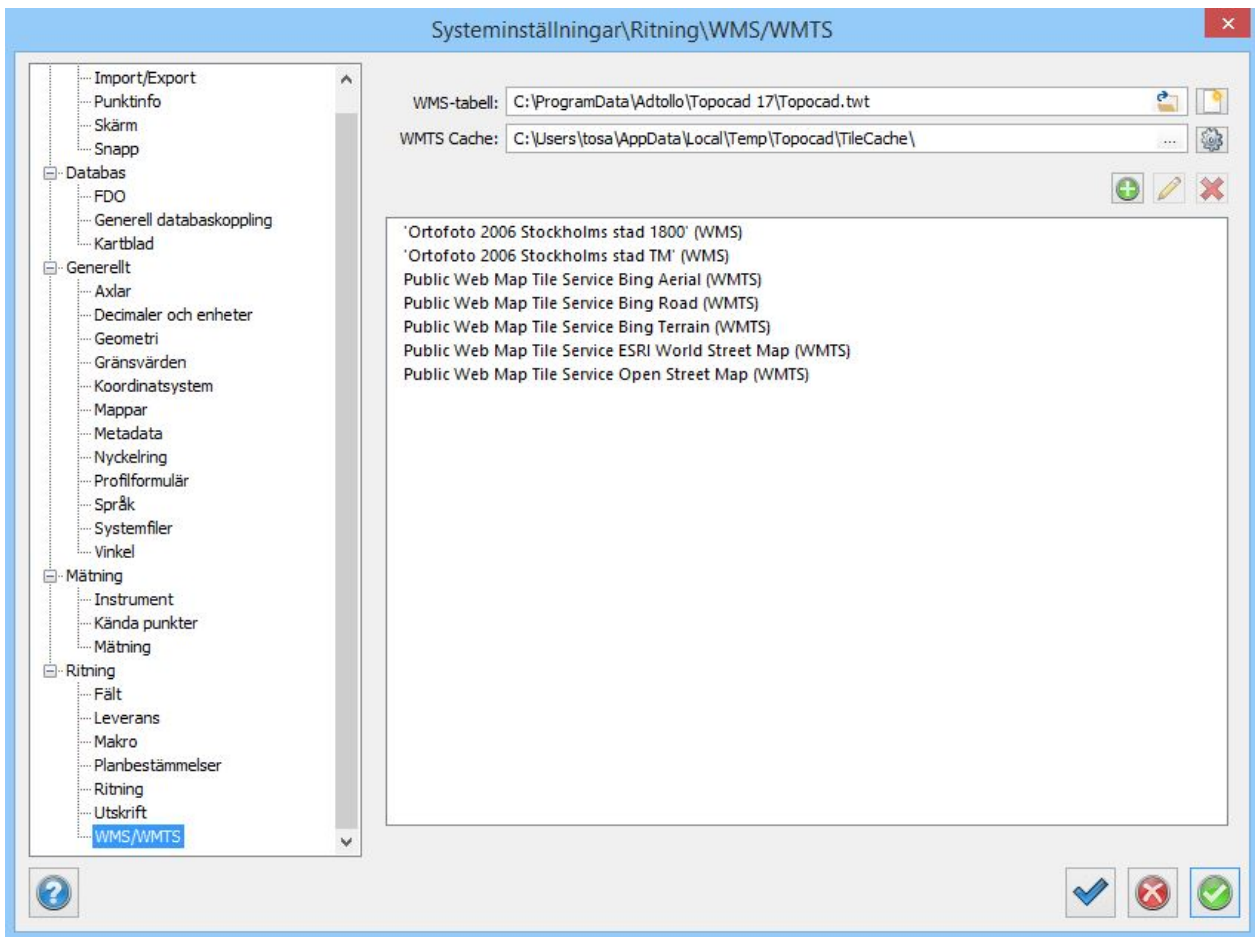 Systeminställningar\Ritning\WMS/WMTS
Import/Export
Punktinfo
Skärm
Snapp
Databas
FDO
Generell databaskoppling
Kartblad
Generellt
Axlar
Decimaler och enheter
Geometri
Gränsvärden
Koordinatsystem
Mappar
Metadata
Nyckelring
Profilformulär
Språk
Systemfiler
Vinkel
Mätning
Instrument
Kända punkter
Mätning
Ritning
Fält
Leverans
Makro
Planbestämmelser
Ritning
Utskrift
WMS/WMTS
WMS-tabell: C:\ProgramData\Adtollo\Topocad 17\Topocad.twt
WMTS Cache: C:\Users\tosa\AppData\Local\Temp\Topocad\TileCache\ ...
'Ortofoto 2006 Stockholms stad 1800' (WMS)
'Ortofoto 2006 Stockholms stad TM' (WMS)
Public Web Map Tile Service Bing Aerial (WMTS)
Public Web Map Tile Service Bing Road (WMTS)
Public Web Map Tile Service Bing Terrain (WMTS)
Public Web Map Tile Service ESRI World Street Map (WMTS)
Public Web Map Tile Service Open Street Map (WMTS)